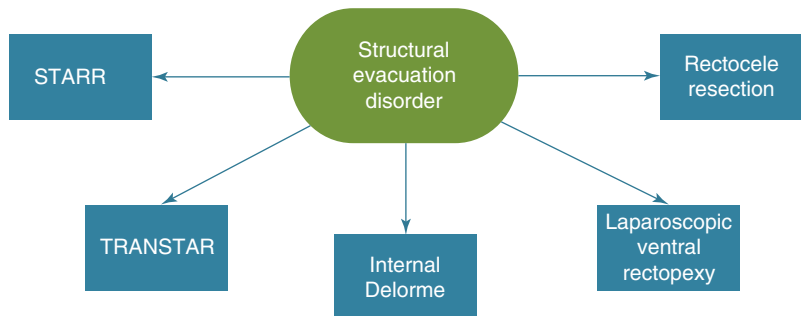 Structural
evacuation
disorder
STARR
Rectocele
resection
TRANSTAR
Internal
Delorme
Laparoscopic
ventral
rectopexy